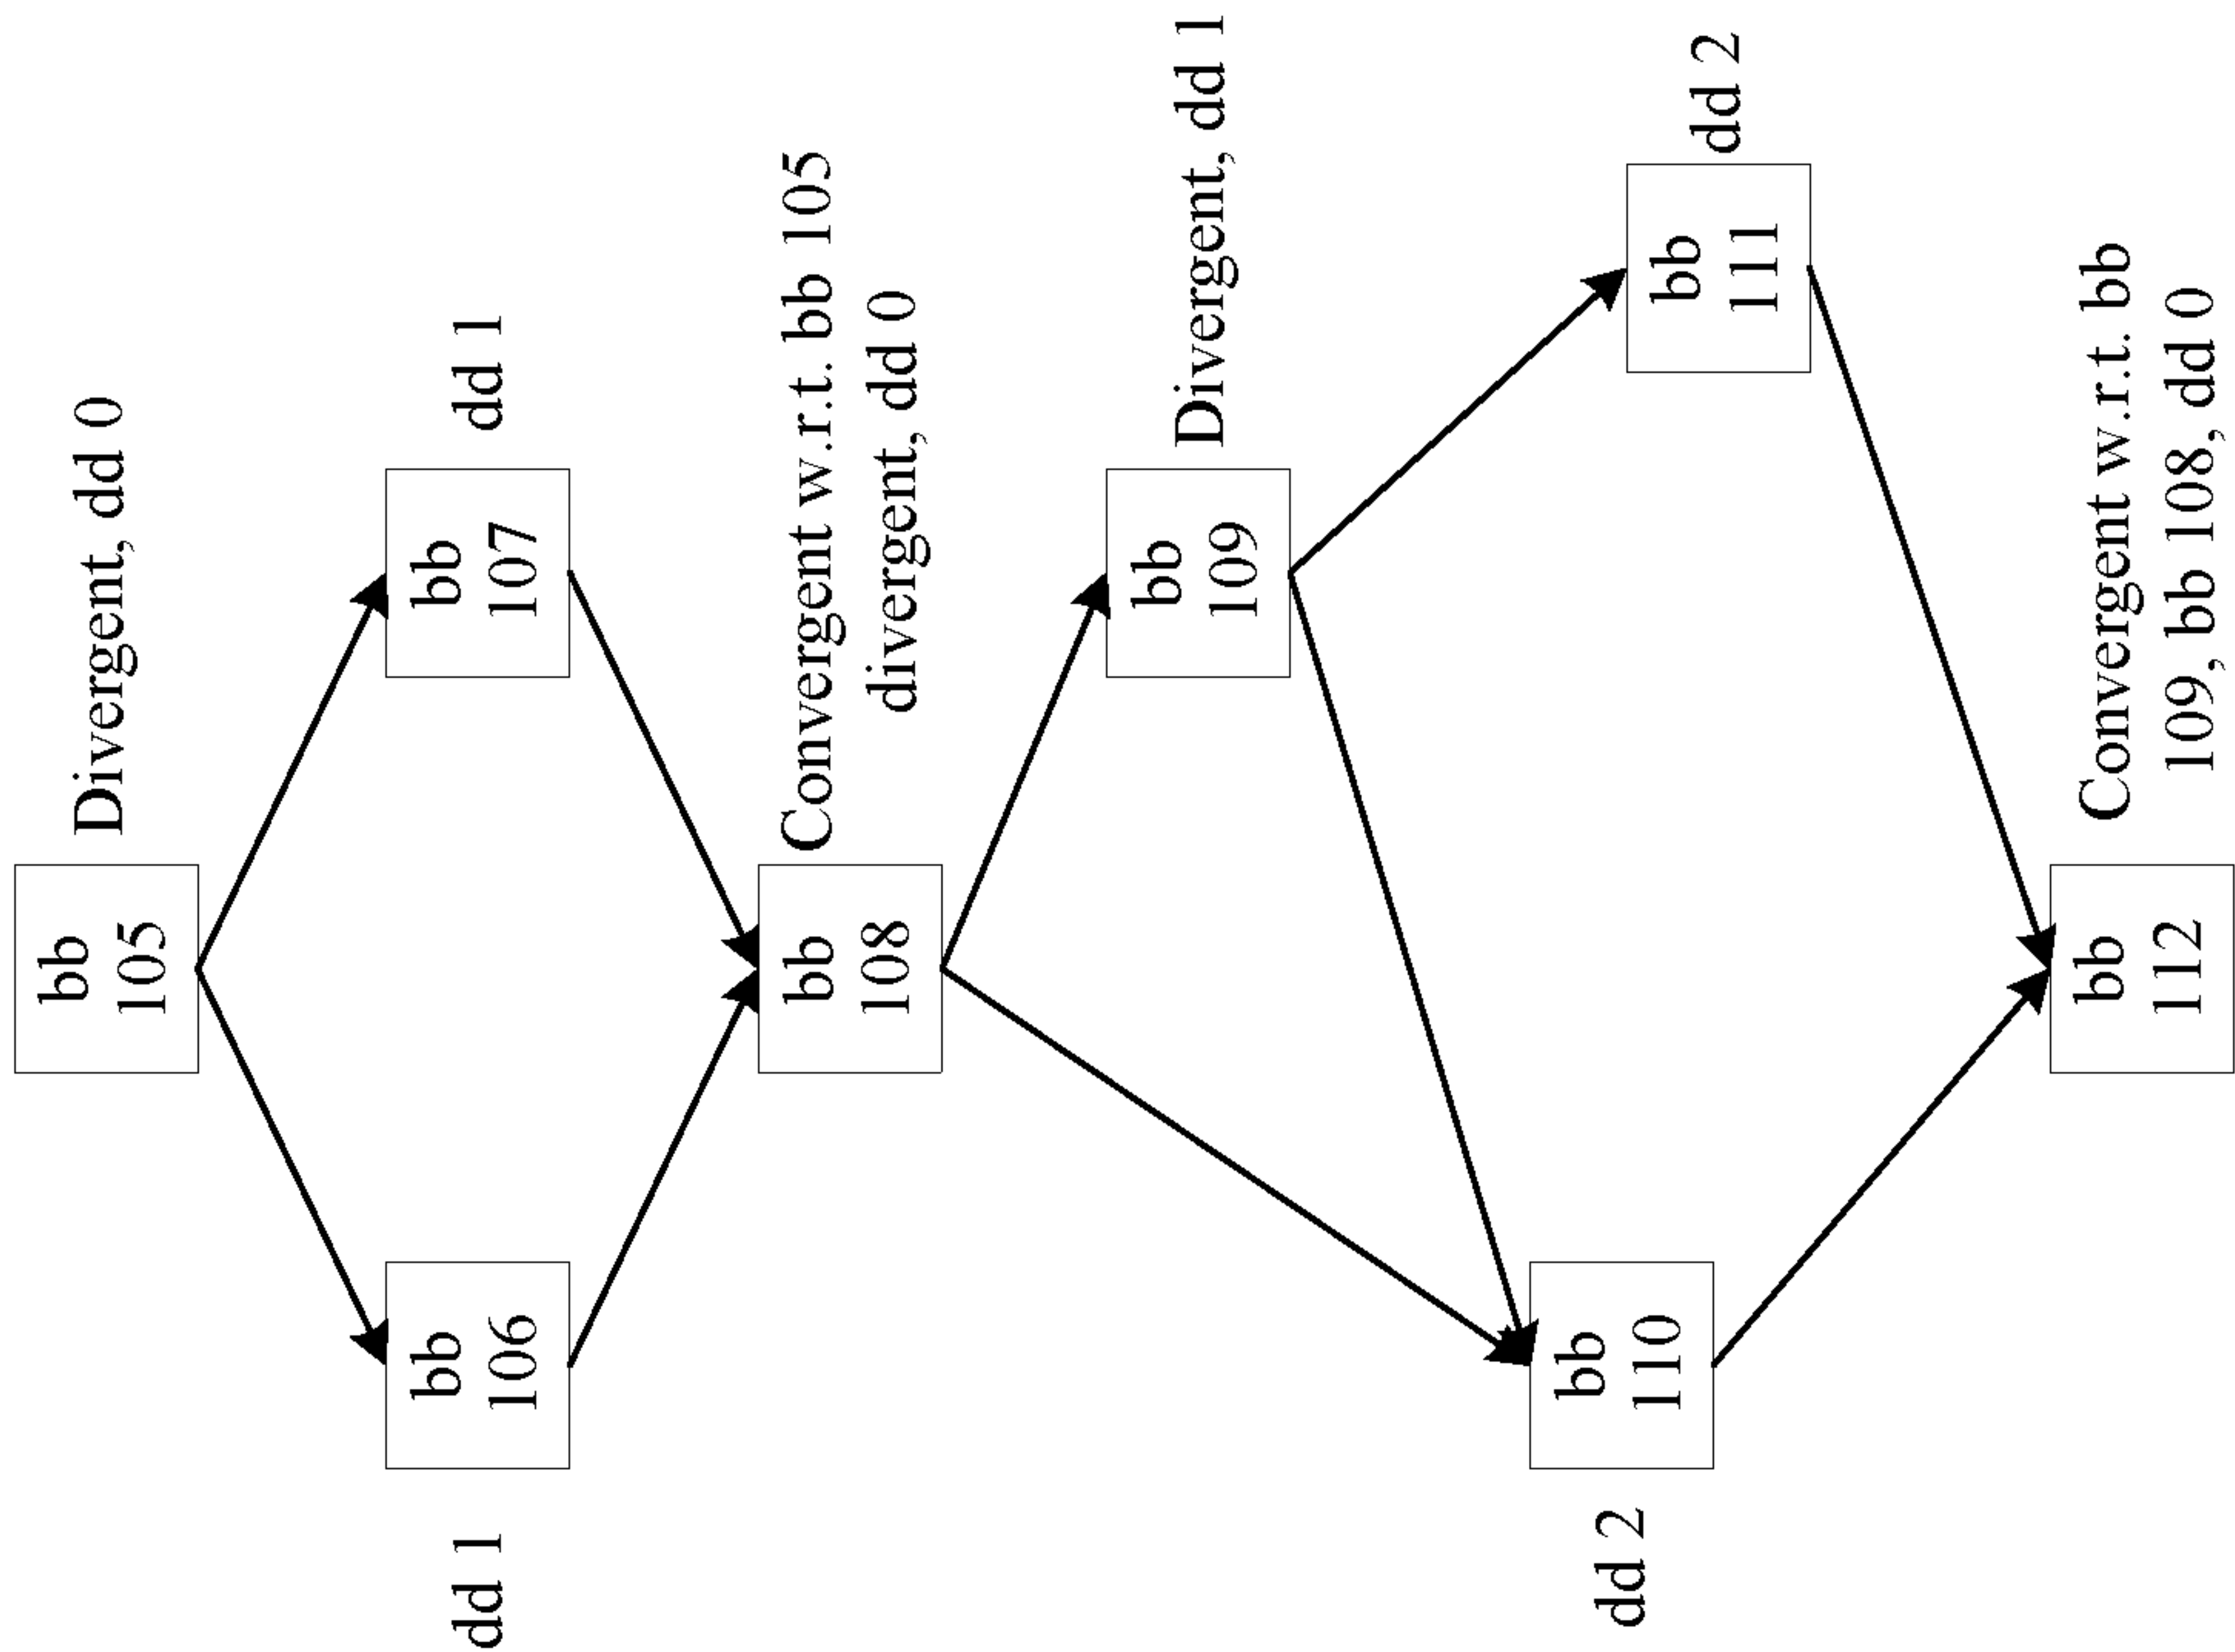 bb
105
Divergent, dd 0
dd 1
bb
106
bb
107
dd 1
bb
108
Convergent w.r.t. bb 105
divergent, dd 0
bb
109
Divergent, dd 1
dd 2
bb
110
bb
111
dd 2
bb
112
Convergent w.r.t. bb
109, bb 108, dd 0